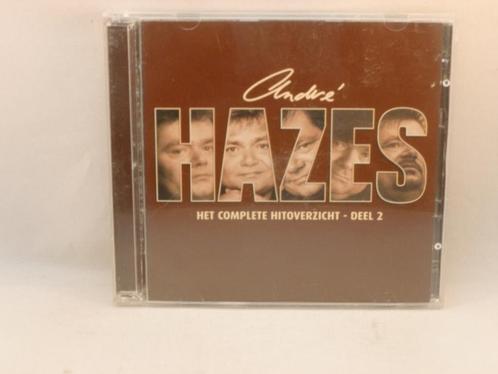 André
HAZES
HET COMPLETE HITOVERZICHT - DEEL 2